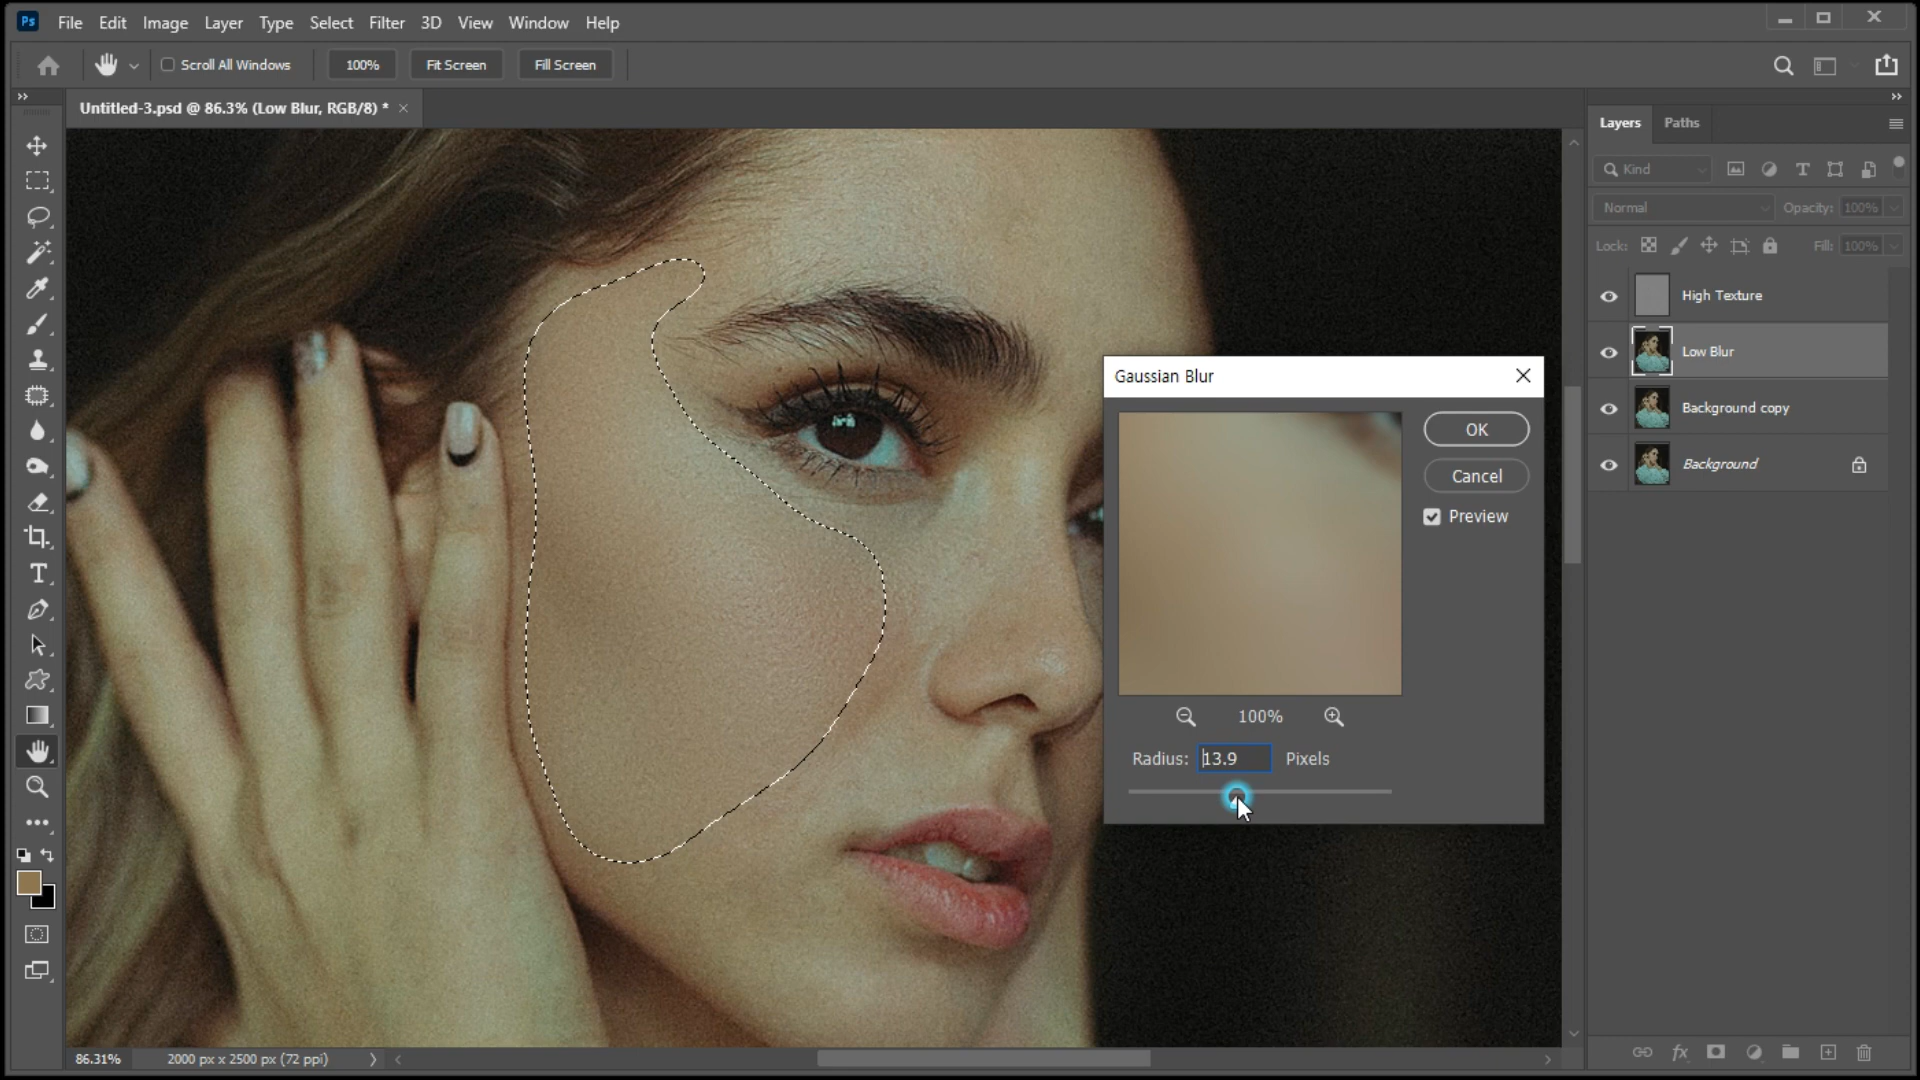 Ps File Edit Image Layer Type Select Filter 3D View Window Help
Scroll All Windows 100% Fit Screen Fill Screen
Untitled-3.psd @ 86.3% (Low Blur, RGB/8) *
Layers Paths
Kind
Normal Opacity: 100%
Lock: Fill: 100%
High Texture
Low Blur
Background copy
Background
Gaussian Blur
OK
Cancel
Preview
100%
Radius: 13.9 Pixels
86.31% 2000 px x 2500 px (72 ppi)
fx